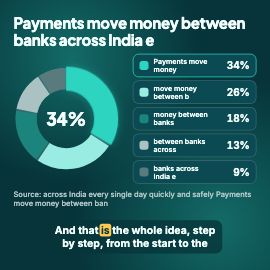 Payments move money between
banks across India e
Payments move
money
34%
move money
between b
26%
money between
banks
18%
between banks
across
13%
banks across
India e
9%
34%
Source: across India every single day quickly and safely Payments
move money between ban
And that is the whole idea, step
by step, from the start to the